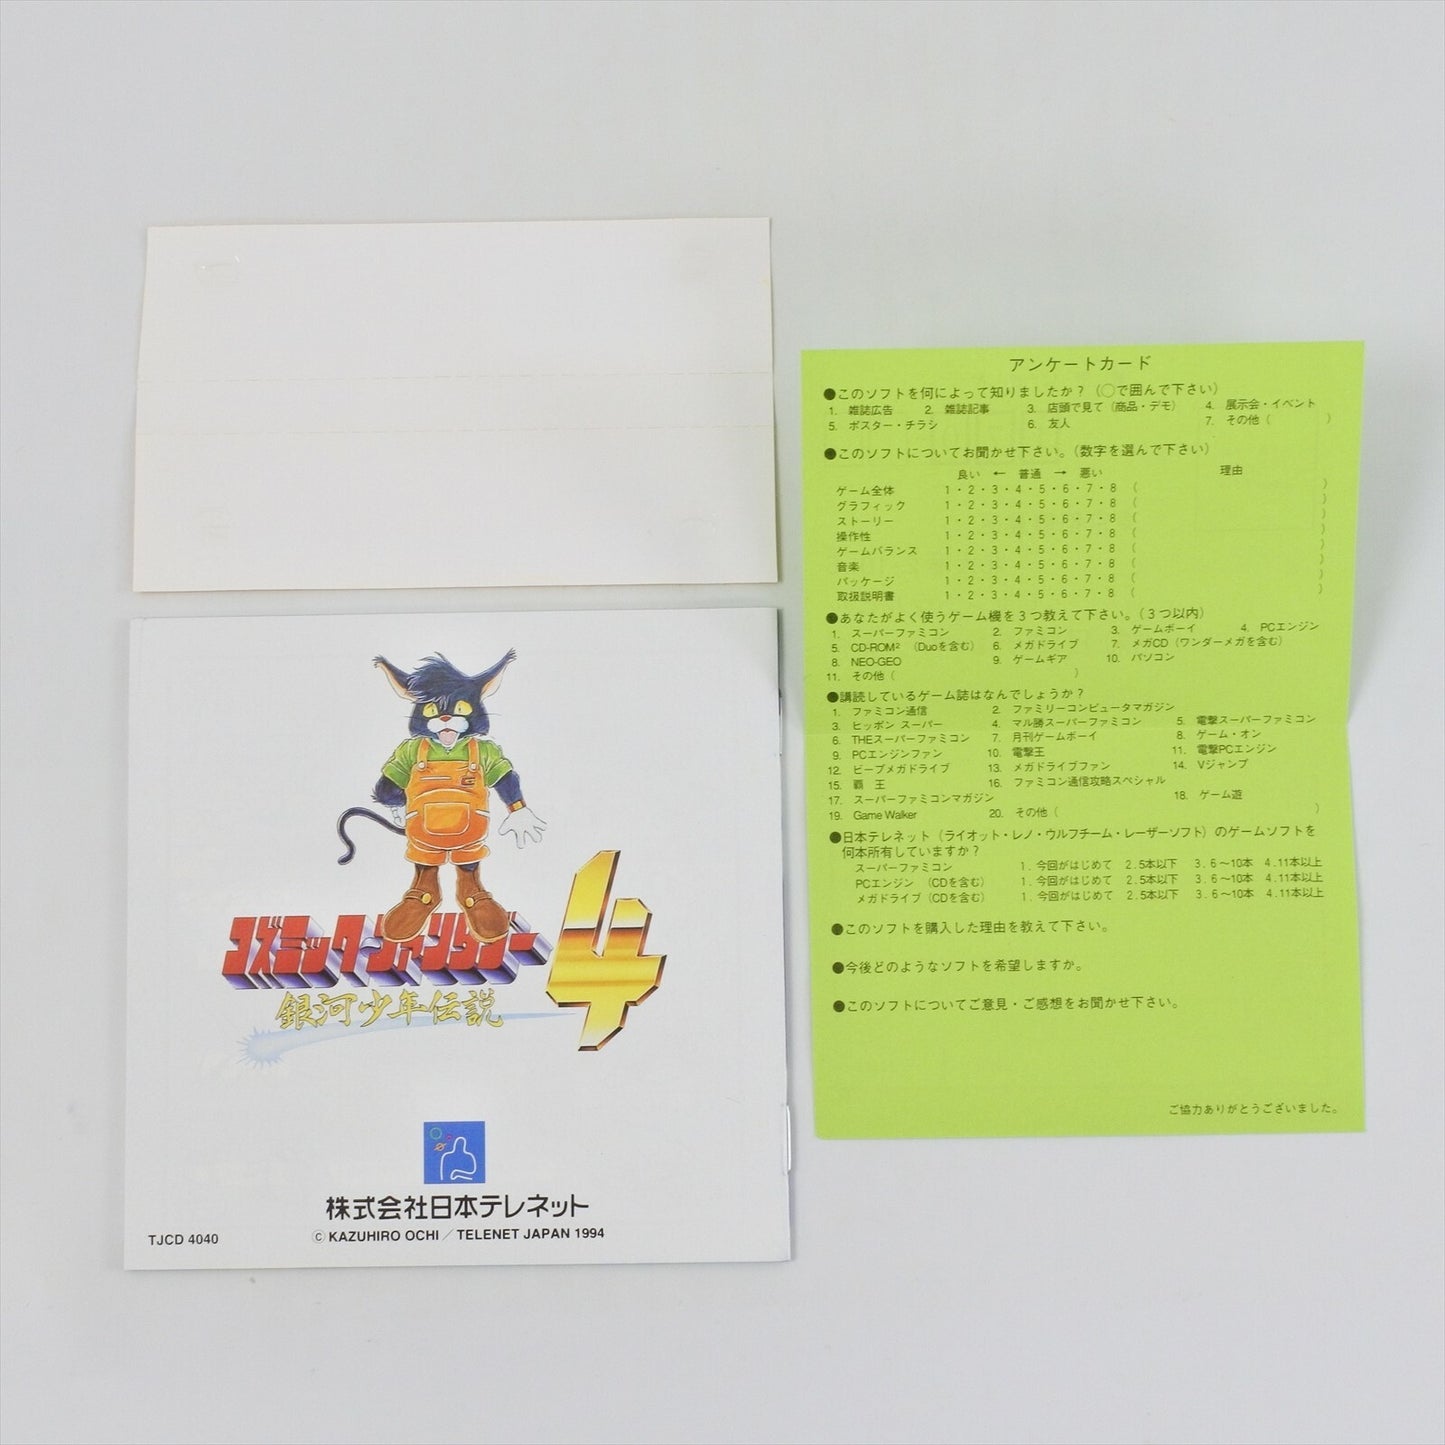 コズミック・ファンタジー4
銀河少年伝説
株式会社日本テレネット
TJCD 4040
©KAZUHIRO OCHI／TELENET JAPAN 1994
アンケートカード
●このソフトを何によって知りましたか？（○で囲んで下さい）
1. 雑誌広告 2. 雑誌記事 3. 店頭で見て（商品・デモ） 4. 展示会・イベント
5. ポスター・チラシ 6. 友人 7. その他（ ）
●このソフトについてお聞かせ下さい。（数字を選んで下さい）
良い ← 普通 → 悪い 理由
ゲーム全体 1・2・3・4・5・6・7・8（ ）
グラフィック 1・2・3・4・5・6・7・8（ ）
ストーリー 1・2・3・4・5・6・7・8（ ）
操作性 1・2・3・4・5・6・7・8（ ）
ゲームバランス 1・2・3・4・5・6・7・8（ ）
音楽 1・2・3・4・5・6・7・8（ ）
パッケージ 1・2・3・4・5・6・7・8（ ）
取扱説明書 1・2・3・4・5・6・7・8（ ）
●あなたがよく使うゲーム機を３つ教えて下さい。（３つ以内）
1. スーパーファミコン 2. ファミコン 3. ゲームボーイ 4. PCエンジン
5. CD-ROM²（Duoを含む） 6. メガドライブ 7. メガCD（ワンダーメガを含む）
8. NEO-GEO 9. ゲームギア 10. パソコン
11. その他（ ）
●講読しているゲーム誌はなんでしょうか？
1. ファミコン通信 2. ファミリーコンピュータマガジン
3. ヒッポン スーパー 4. マル勝スーパーファミコン 5. 電撃スーパーファミコン
6. THEスーパーファミコン 7. 月刊ゲームボーイ 8. ゲーム・オン
9. PCエンジンファン 10. 電撃王 11. 電撃PCエンジン
12. ビープメガドライブ 13. メガドライブファン 14. Vジャンプ
15. 覇 王 16. ファミコン通信攻略スペシャル
17. スーパーファミコンマガジン 18. ゲーム遊
19. Game Walker 20. その他（ ）
●日本テレネット（ライオット・レノ・ウルフチーム・レーザーソフト）のゲームソフトを
何本所有していますか？
スーパーファミコン 1. 今回がはじめて 2. 5本以下 3. 6～10本 4. 11本以上
PCエンジン （CDを含む） 1. 今回がはじめて 2. 5本以下 3. 6～10本 4. 11本以上
メガドライブ（CDを含む） 1. 今回がはじめて 2. 5本以下 3. 6～10本 4. 11本以上
●このソフトを購入した理由を教えて下さい。
●今後どのようなソフトを希望しますか。
●このソフトについてご意見・ご感想をお聞かせ下さい。
ご協力ありがとうございました。